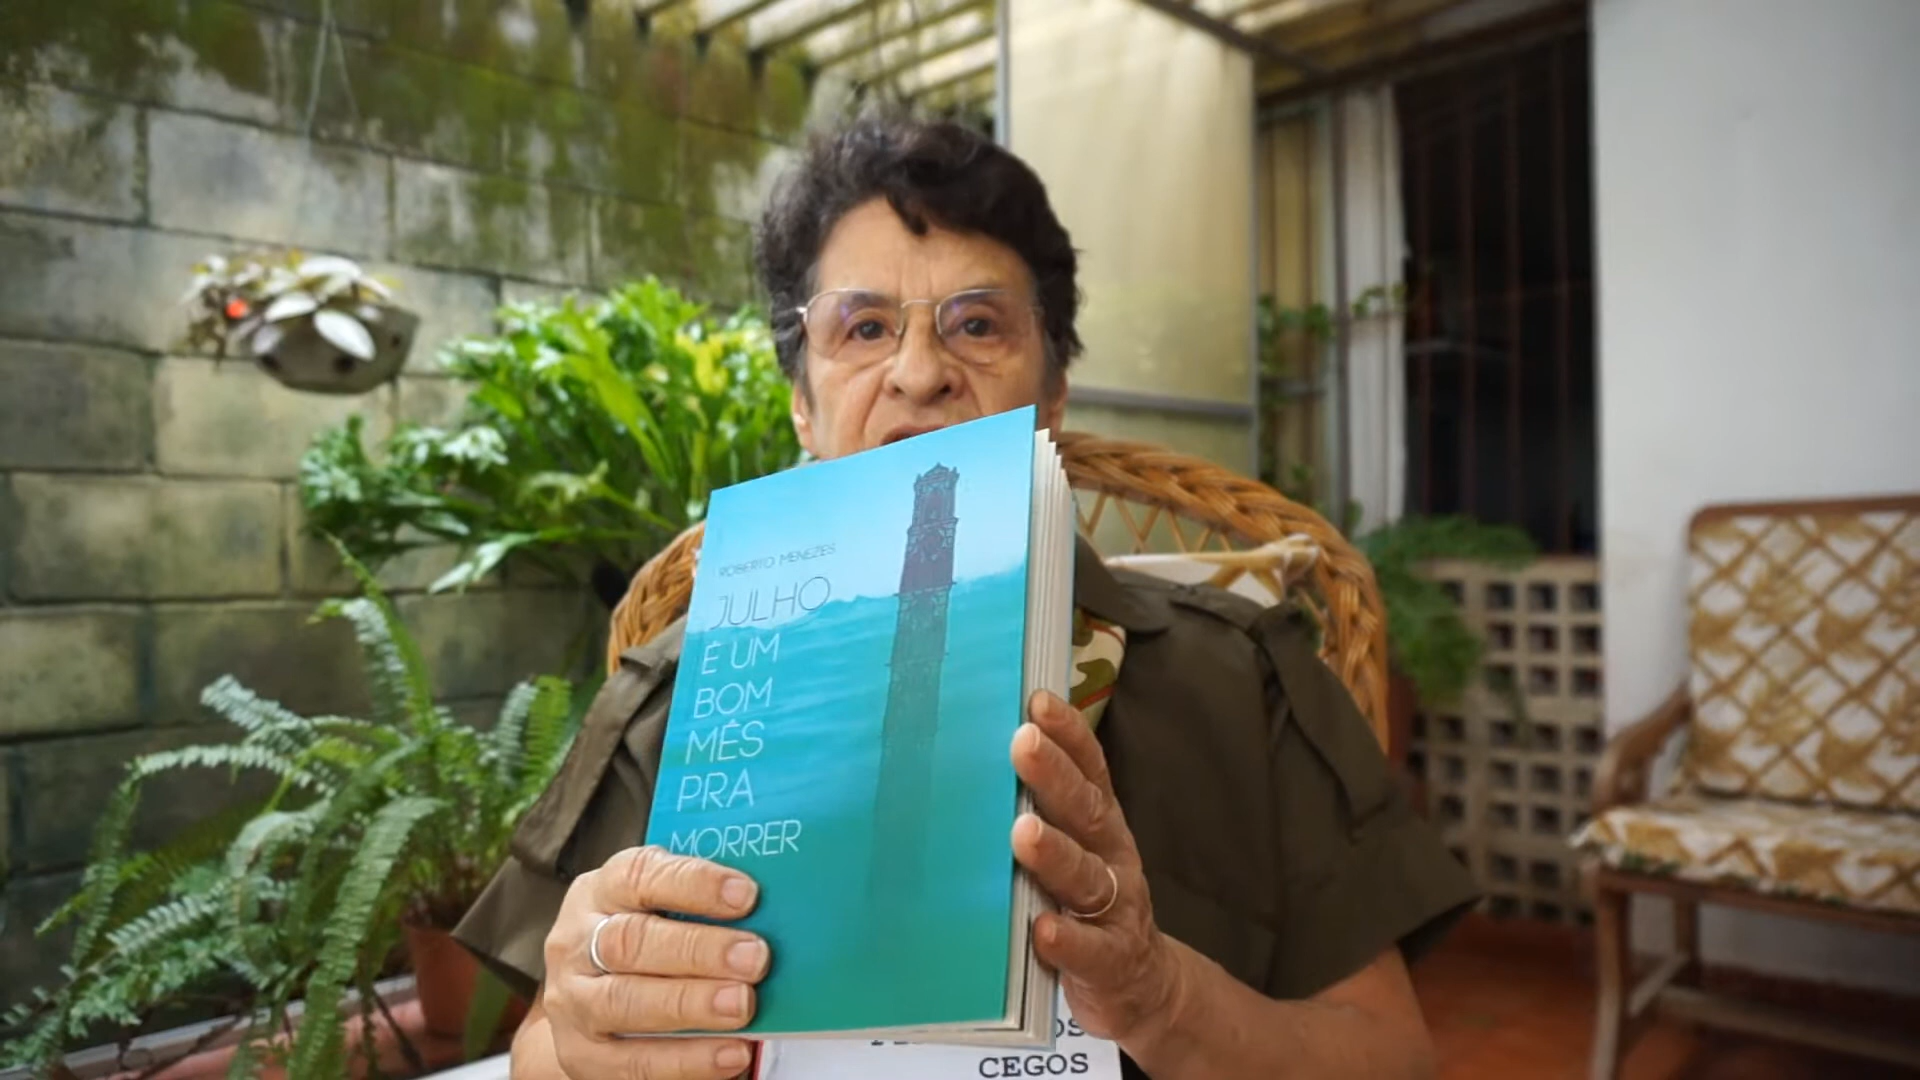 ROBERTO MENEZES
JULHO
É UM
BOM
MÊS
PRA
MORRER
CEGOS